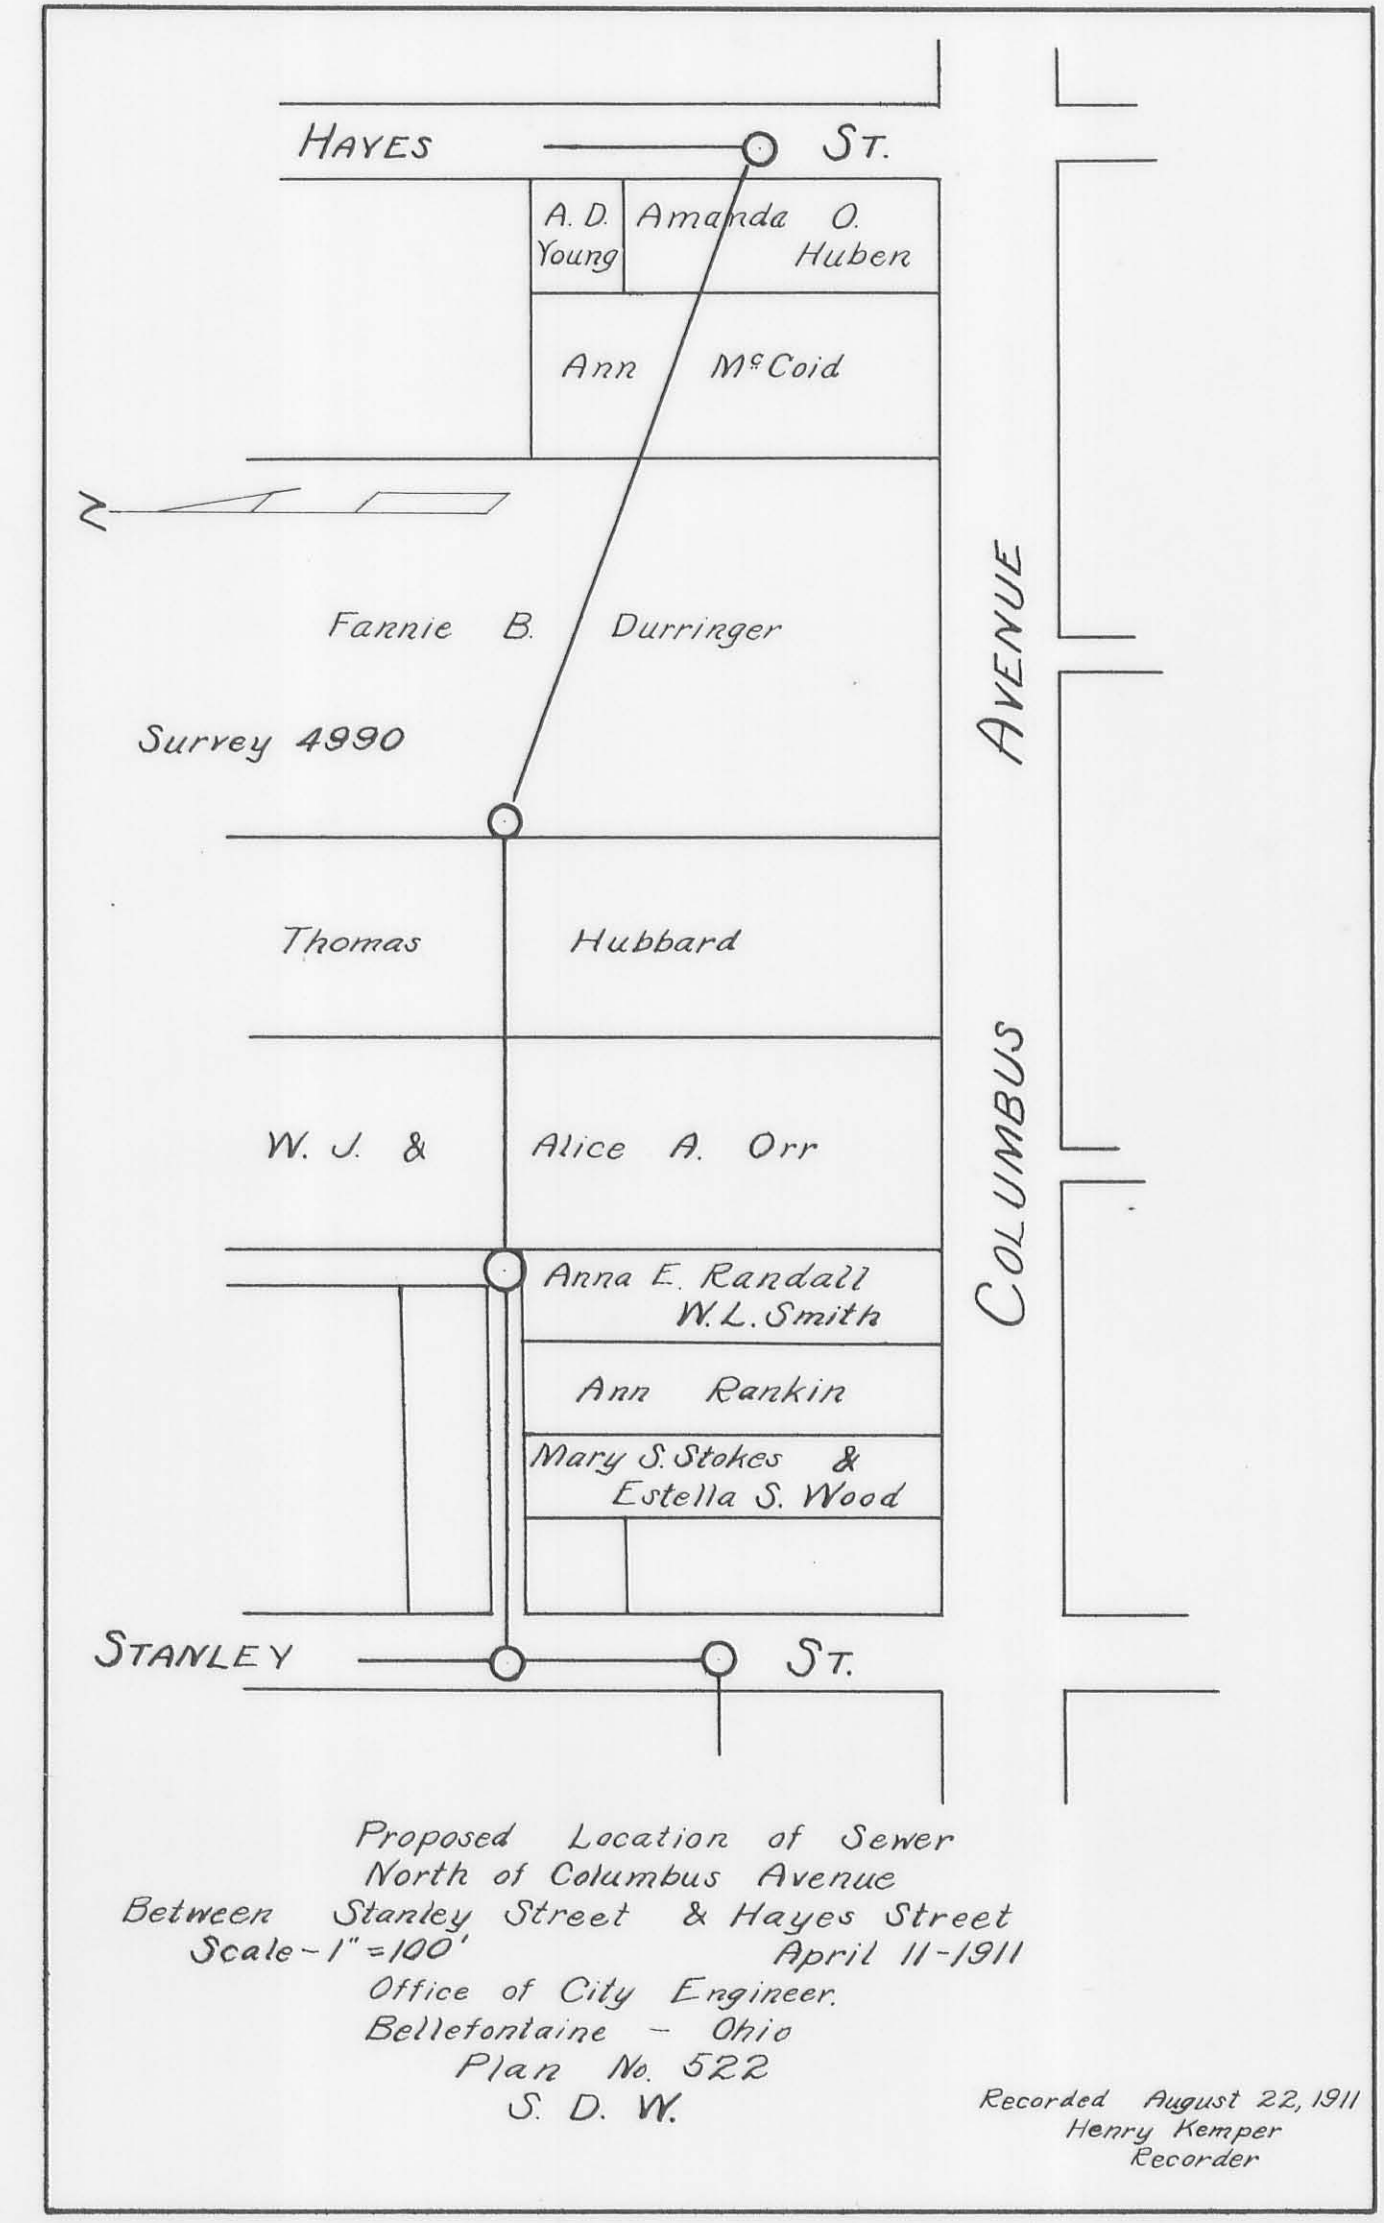 HAYES ST.
A. D. Young
Amanda O. Huben
Ann McCoid
N
Fannie B. Durringer
Survey 4990
AVENUE
Thomas Hubbard
W. J. & Alice A. Orr
COLUMBUS
Anna E. Randall
W. L. Smith
Ann Rankin
Mary S. Stokes &
Estella S. Wood
STANLEY ST.
Proposed Location of Sewer
North of Columbus Avenue
Between Stanley Street & Hayes Street
Scale - 1" = 100' April 11 - 1911
Office of City Engineer.
Bellefontaine - Ohio
Plan No. 522
S. D. W.
Recorded August 22, 1911
Henry Kemper
Recorder